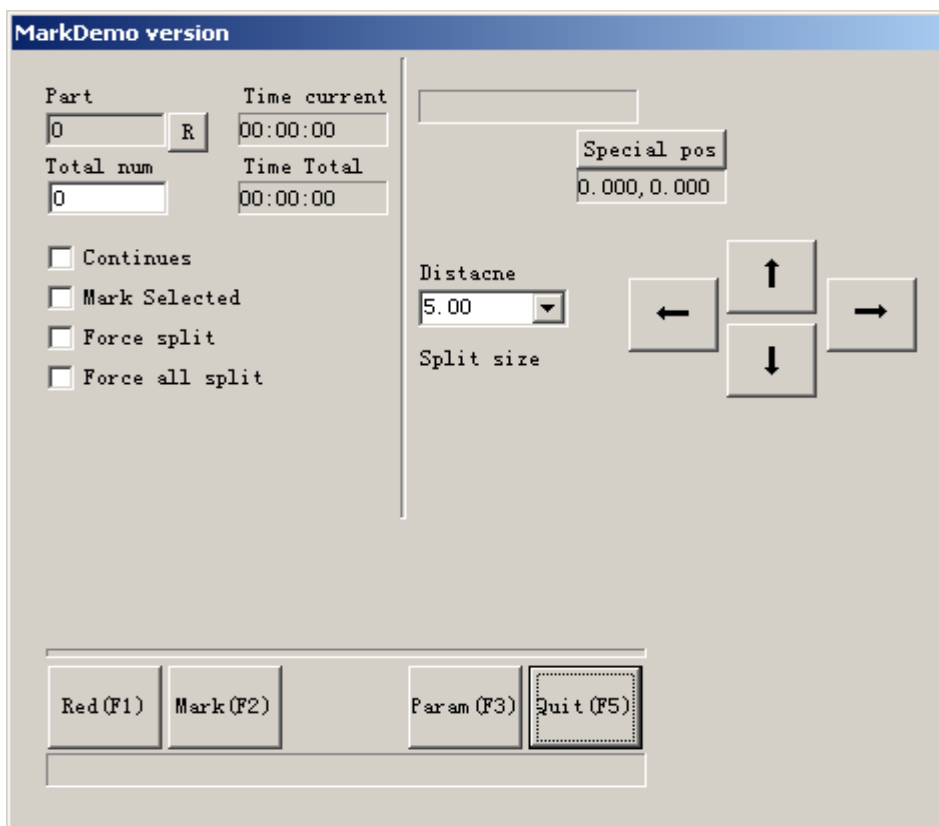 MarkDemo version
Part
Time current
0
R
00:00:00
Total num
Time Total
0
00:00:00
Continues
Mark Selected
Force split
Force all split
Special pos
0.000,0.000
Distacne
5.00
Split size
Red(F1)
Mark(F2)
Param(F3)
Quit(F5)